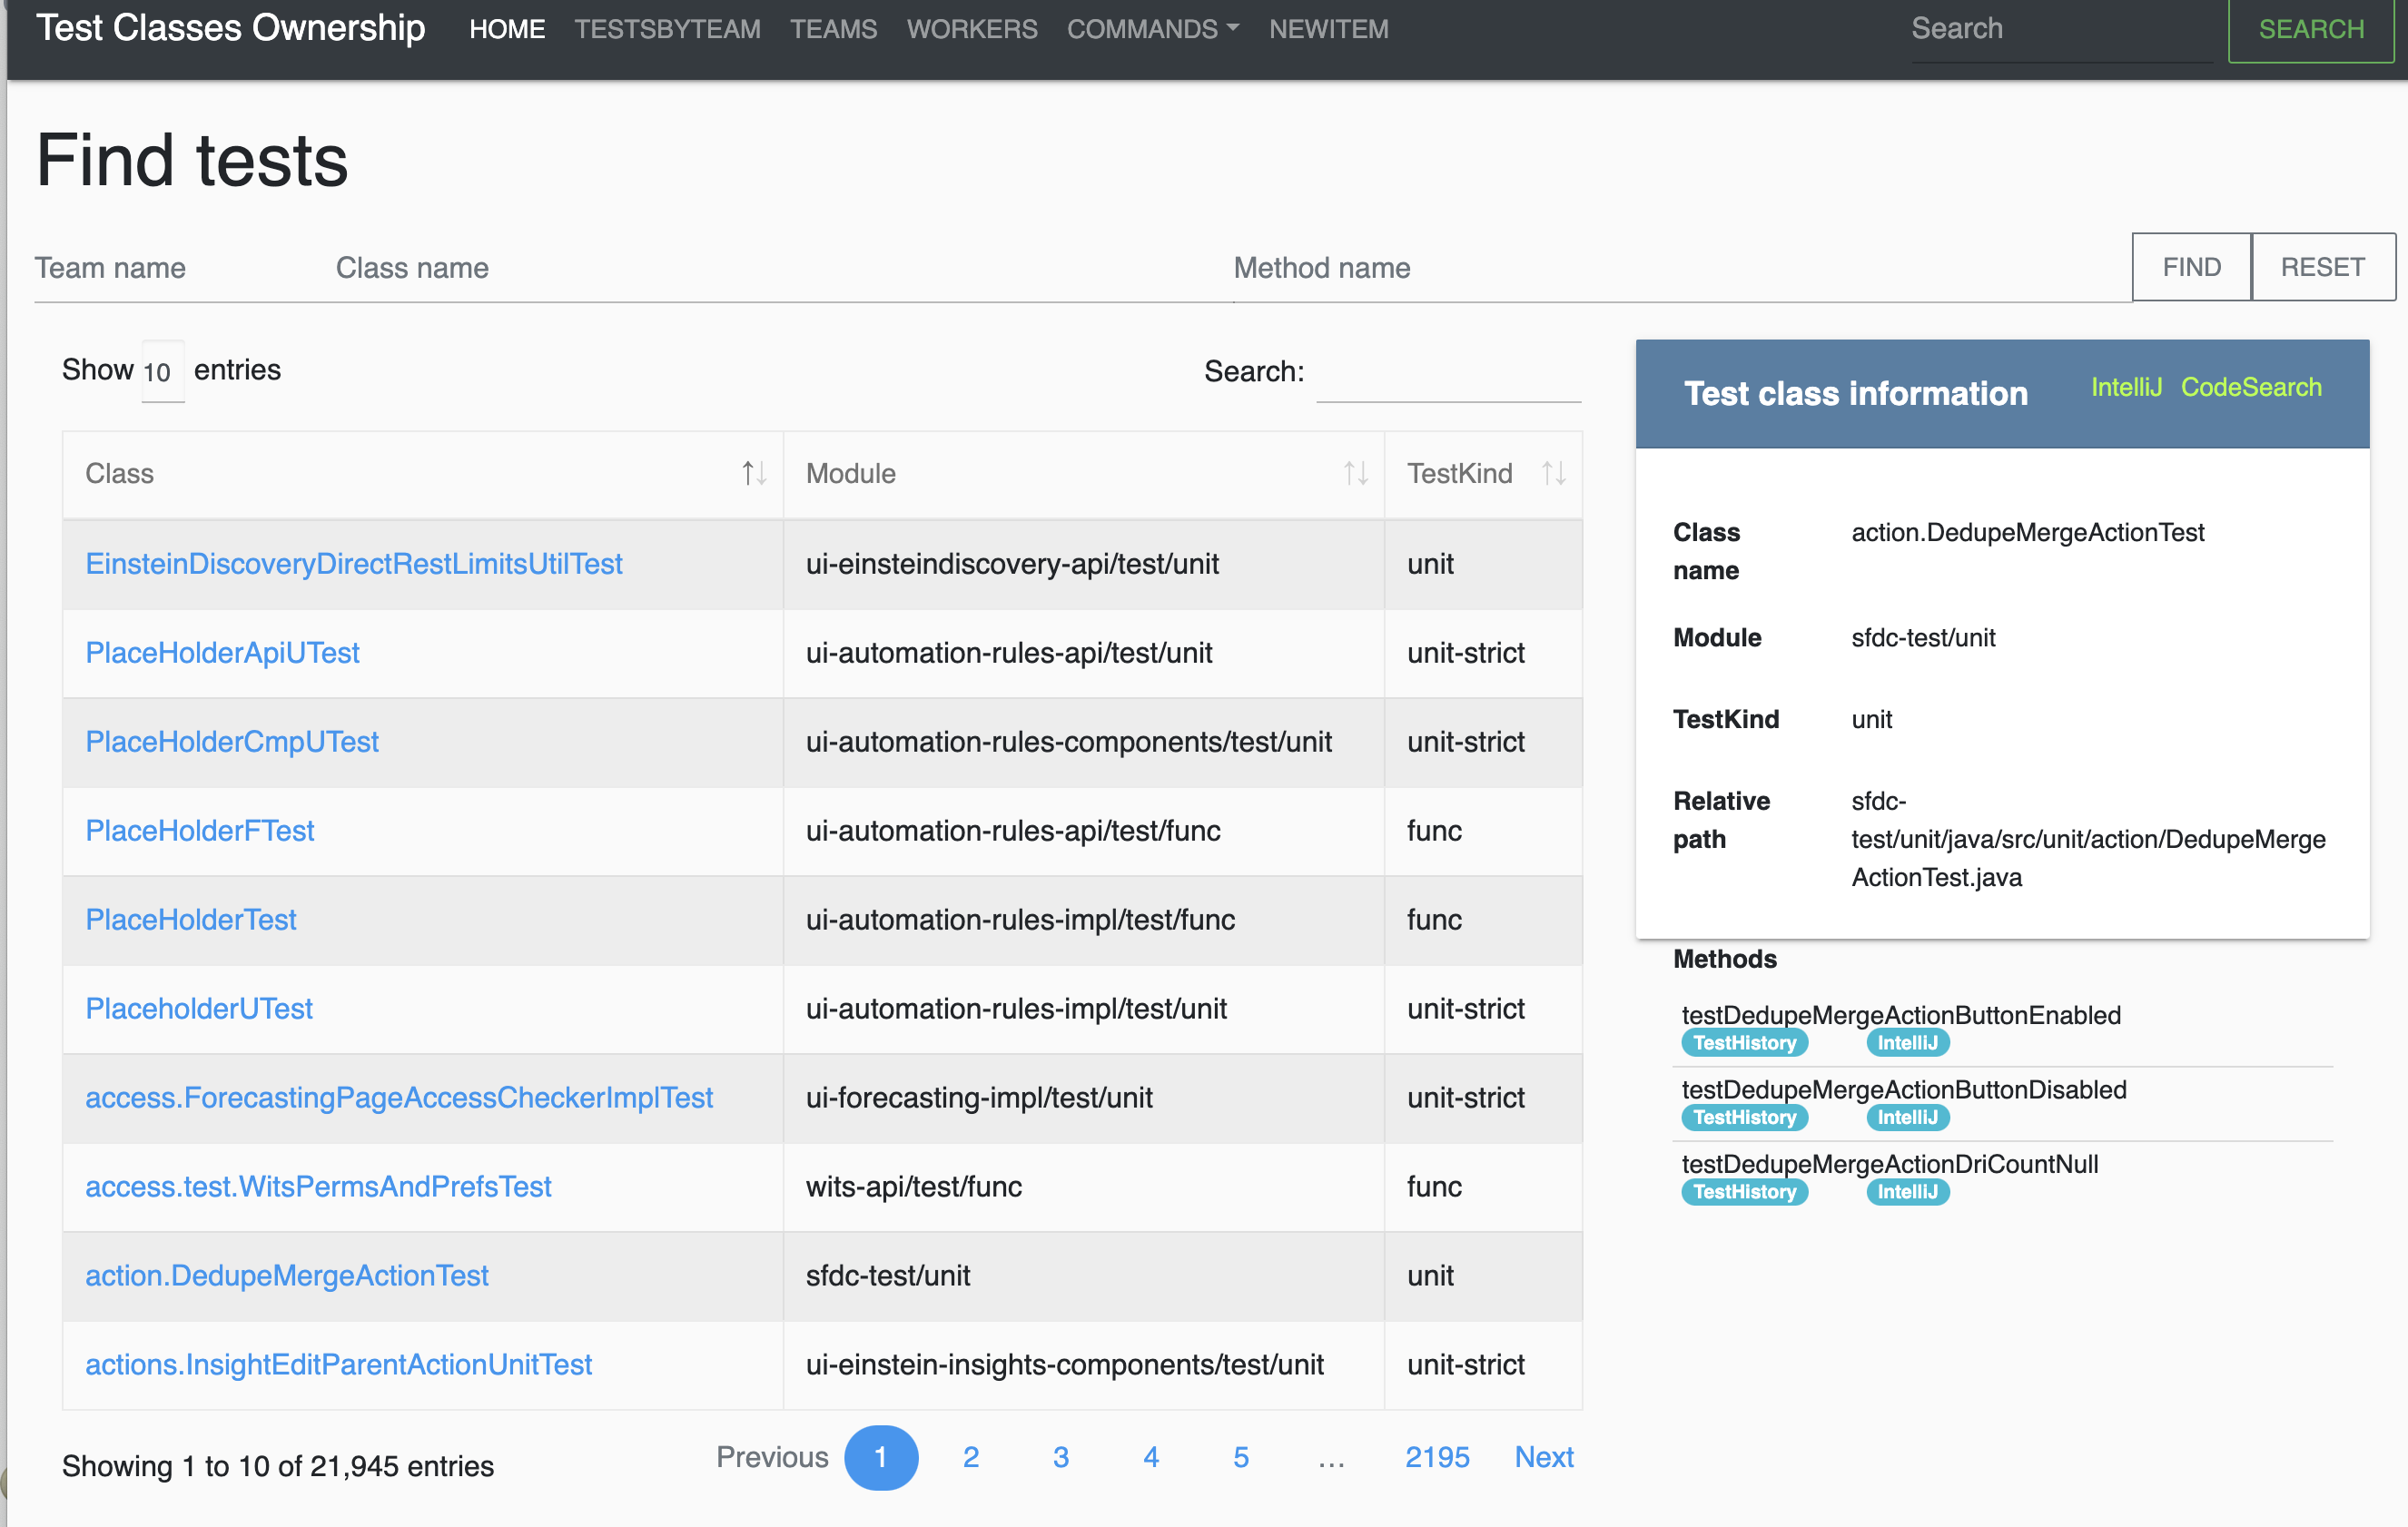 Test Classes Ownership HOME TESTSBYTEAM TEAMS WORKERS COMMANDS NEWITEM Search SEARCH
Find tests
Team name Class name Method name FIND RESET
Show 10 entries Search:
Class Module TestKind
EinsteinDiscoveryDirectRestLimitsUtilTest ui-einsteindiscovery-api/test/unit unit
PlaceHolderApiUTest ui-automation-rules-api/test/unit unit-strict
PlaceHolderCmpUTest ui-automation-rules-components/test/unit unit-strict
PlaceHolderFTest ui-automation-rules-api/test/func func
PlaceHolderTest ui-automation-rules-impl/test/func func
PlaceholderUTest ui-automation-rules-impl/test/unit unit-strict
access.ForecastingPageAccessCheckerImplTest ui-forecasting-impl/test/unit unit-strict
access.test.WitsPermsAndPrefsTest wits-api/test/func func
action.DedupeMergeActionTest sfdc-test/unit unit
actions.InsightEditParentActionUnitTest ui-einstein-insights-components/test/unit unit-strict
Showing 1 to 10 of 21,945 entries Previous 1 2 3 4 5 ... 2195 Next
Test class information IntelliJ CodeSearch
Class action.DedupeMergeActionTest
name
Module sfdc-test/unit
TestKind unit
Relative sfdc-
path test/unit/java/src/unit/action/DedupeMerge
ActionTest.java
Methods
testDedupeMergeActionButtonEnabled
TestHistory IntelliJ
testDedupeMergeActionButtonDisabled
TestHistory IntelliJ
testDedupeMergeActionDriCountNull
TestHistory IntelliJ